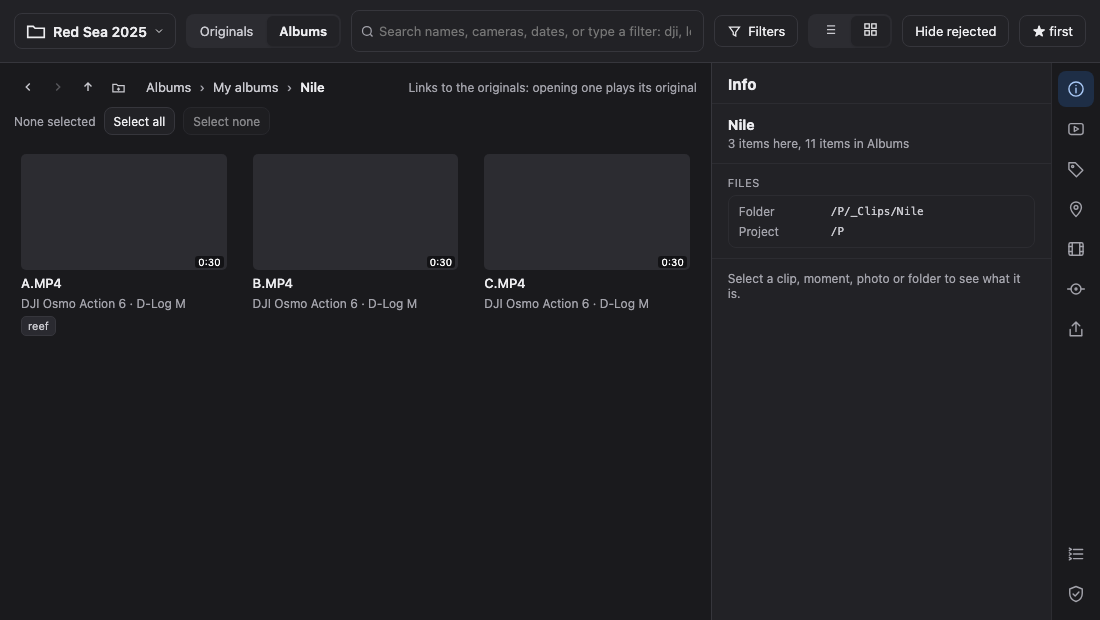 Red Sea 2025
Originals
Albums
Search names, cameras, dates, or type a filter: dji,
Filters
Hide rejected
★ first
Albums › My albums › Nile
Links to the originals: opening one plays its original
None selected
Select all
Select none
0:30
0:30
0:30
A.MP4
B.MP4
C.MP4
DJI Osmo Action 6 · D-Log M
DJI Osmo Action 6 · D-Log M
DJI Osmo Action 6 · D-Log M
reef
Info
Nile
3 items here, 11 items in Albums
FILES
Folder /P/_Clips/Nile
Project /P
Select a clip, moment, photo or folder to see what it
is.